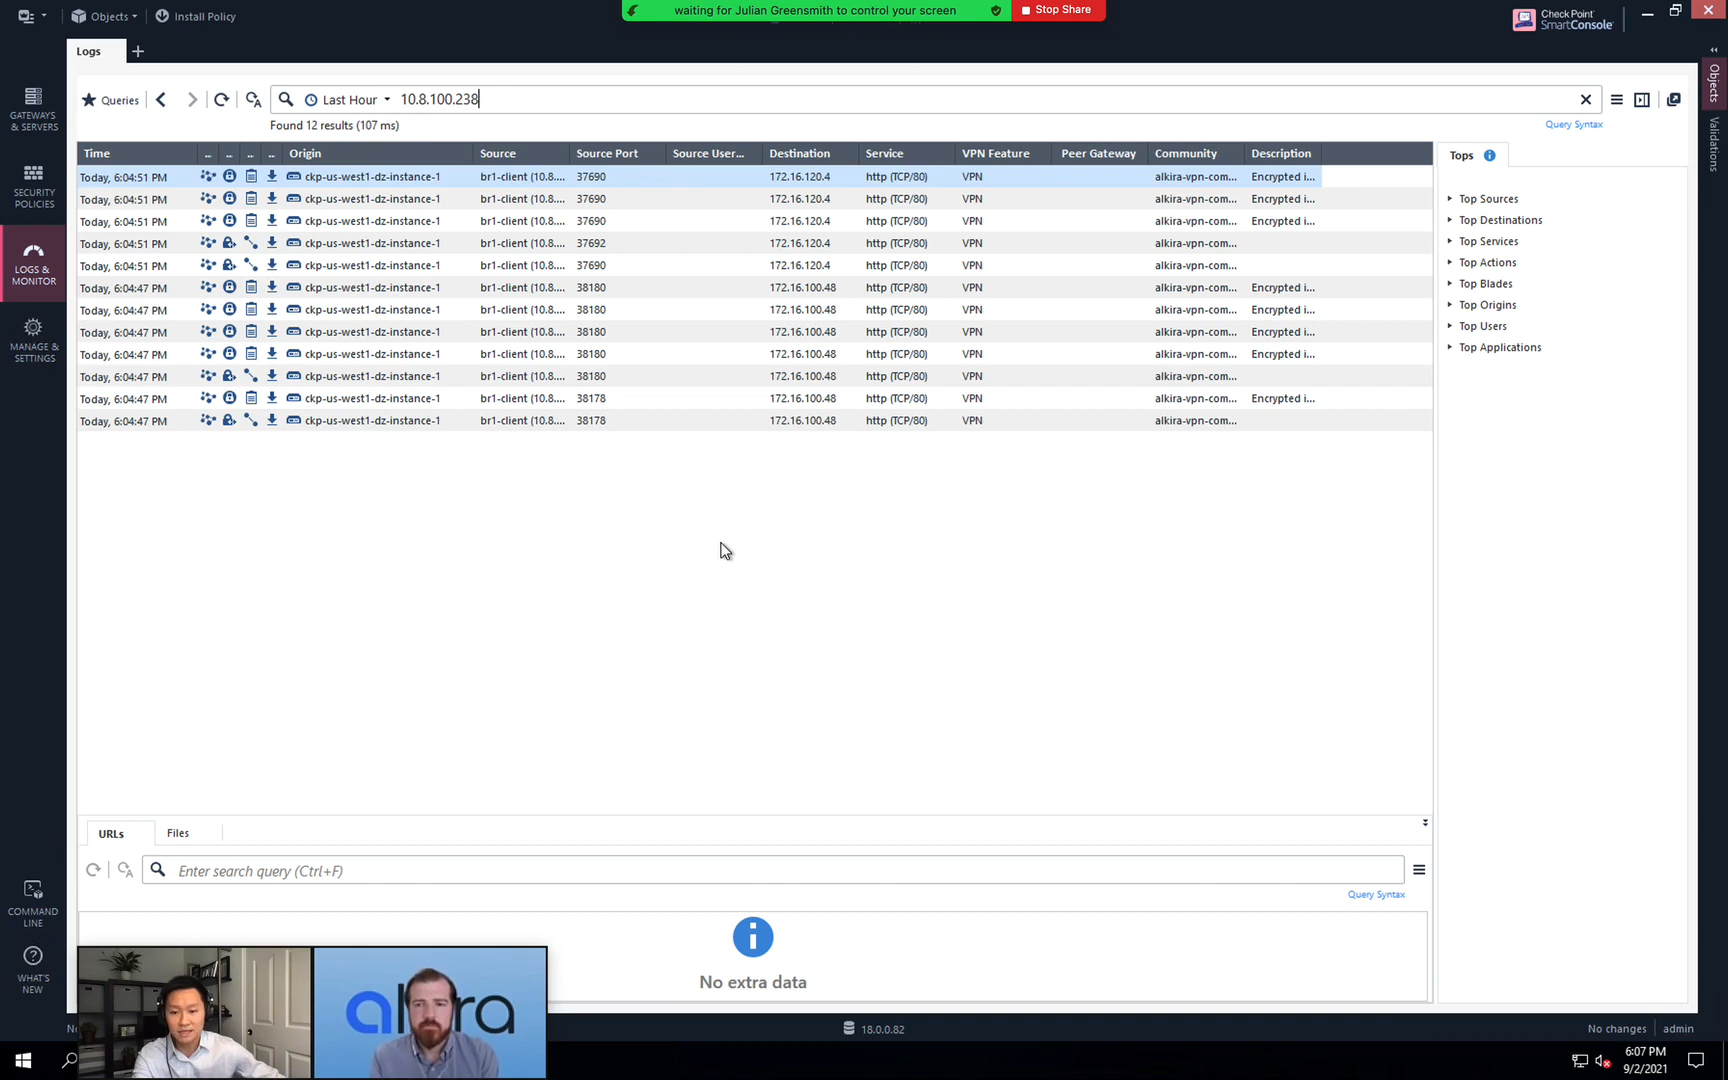 Objects
Install Policy
waiting for Julian Greensmith to control your screen
Stop Share
Check Point
SmartConsole
Logs
Queries
Last Hour
10.8.100.238
Found 12 results (107 ms)
Query Syntax
Time .. .. .. .. Origin Source Source Port Source User... Destination Service VPN Feature Peer Gateway Community Description
Today, 6:04:51 PM ckp-us-west1-dz-instance-1 br1-client (10.8.... 37690 172.16.120.4 http (TCP/80) VPN alkira-vpn-com... Encrypted i...
Today, 6:04:51 PM ckp-us-west1-dz-instance-1 br1-client (10.8.... 37690 172.16.120.4 http (TCP/80) VPN alkira-vpn-com... Encrypted i...
Today, 6:04:51 PM ckp-us-west1-dz-instance-1 br1-client (10.8.... 37690 172.16.120.4 http (TCP/80) VPN alkira-vpn-com... Encrypted i...
Today, 6:04:51 PM ckp-us-west1-dz-instance-1 br1-client (10.8.... 37692 172.16.120.4 http (TCP/80) VPN alkira-vpn-com...
Today, 6:04:51 PM ckp-us-west1-dz-instance-1 br1-client (10.8.... 37690 172.16.120.4 http (TCP/80) VPN alkira-vpn-com...
Today, 6:04:47 PM ckp-us-west1-dz-instance-1 br1-client (10.8.... 38180 172.16.100.48 http (TCP/80) VPN alkira-vpn-com... Encrypted i...
Today, 6:04:47 PM ckp-us-west1-dz-instance-1 br1-client (10.8.... 38180 172.16.100.48 http (TCP/80) VPN alkira-vpn-com... Encrypted i...
Today, 6:04:47 PM ckp-us-west1-dz-instance-1 br1-client (10.8.... 38180 172.16.100.48 http (TCP/80) VPN alkira-vpn-com... Encrypted i...
Today, 6:04:47 PM ckp-us-west1-dz-instance-1 br1-client (10.8.... 38180 172.16.100.48 http (TCP/80) VPN alkira-vpn-com... Encrypted i...
Today, 6:04:47 PM ckp-us-west1-dz-instance-1 br1-client (10.8.... 38180 172.16.100.48 http (TCP/80) VPN alkira-vpn-com...
Today, 6:04:47 PM ckp-us-west1-dz-instance-1 br1-client (10.8.... 38178 172.16.100.48 http (TCP/80) VPN alkira-vpn-com... Encrypted i...
Today, 6:04:47 PM ckp-us-west1-dz-instance-1 br1-client (10.8.... 38178 172.16.100.48 http (TCP/80) VPN alkira-vpn-com...
Tops
Top Sources
Top Destinations
Top Services
Top Actions
Top Blades
Top Origins
Top Users
Top Applications
Objects
Validations
GATEWAYS
& SERVERS
SECURITY
POLICIES
LOGS &
MONITOR
MANAGE &
SETTINGS
COMMAND
LINE
WHAT'S
NEW
URLs
Files
Enter search query (Ctrl+F)
Query Syntax
No extra data
18.0.0.82
No changes
admin
6:07 PM
9/2/2021